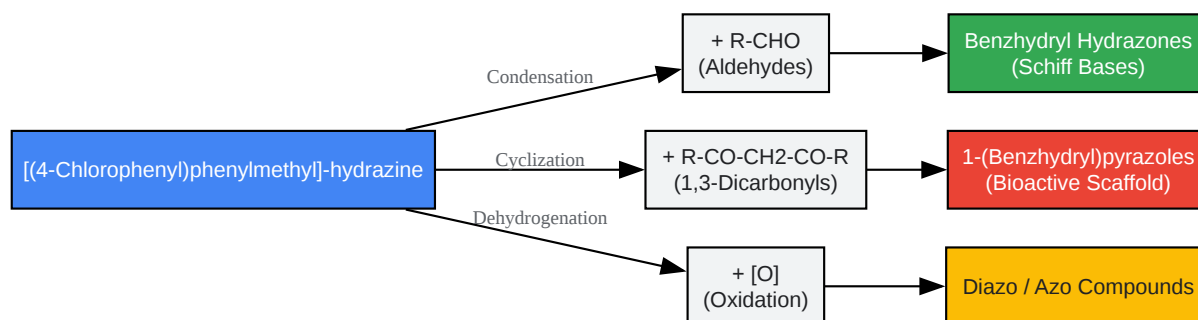 [(4-Chlorophenyl)phenylmethyl]-hydrazine
Condensation
+ R-CHO
(Aldehydes)
Benzhydryl Hydrazones
(Schiff Bases)
Cyclization
+ R-CO-CH2-CO-R
(1,3-Dicarbonyls)
1-(Benzhydryl)pyrazoles
(Bioactive Scaffold)
Dehydrogenation
+ [O]
(Oxidation)
Diazo / Azo Compounds